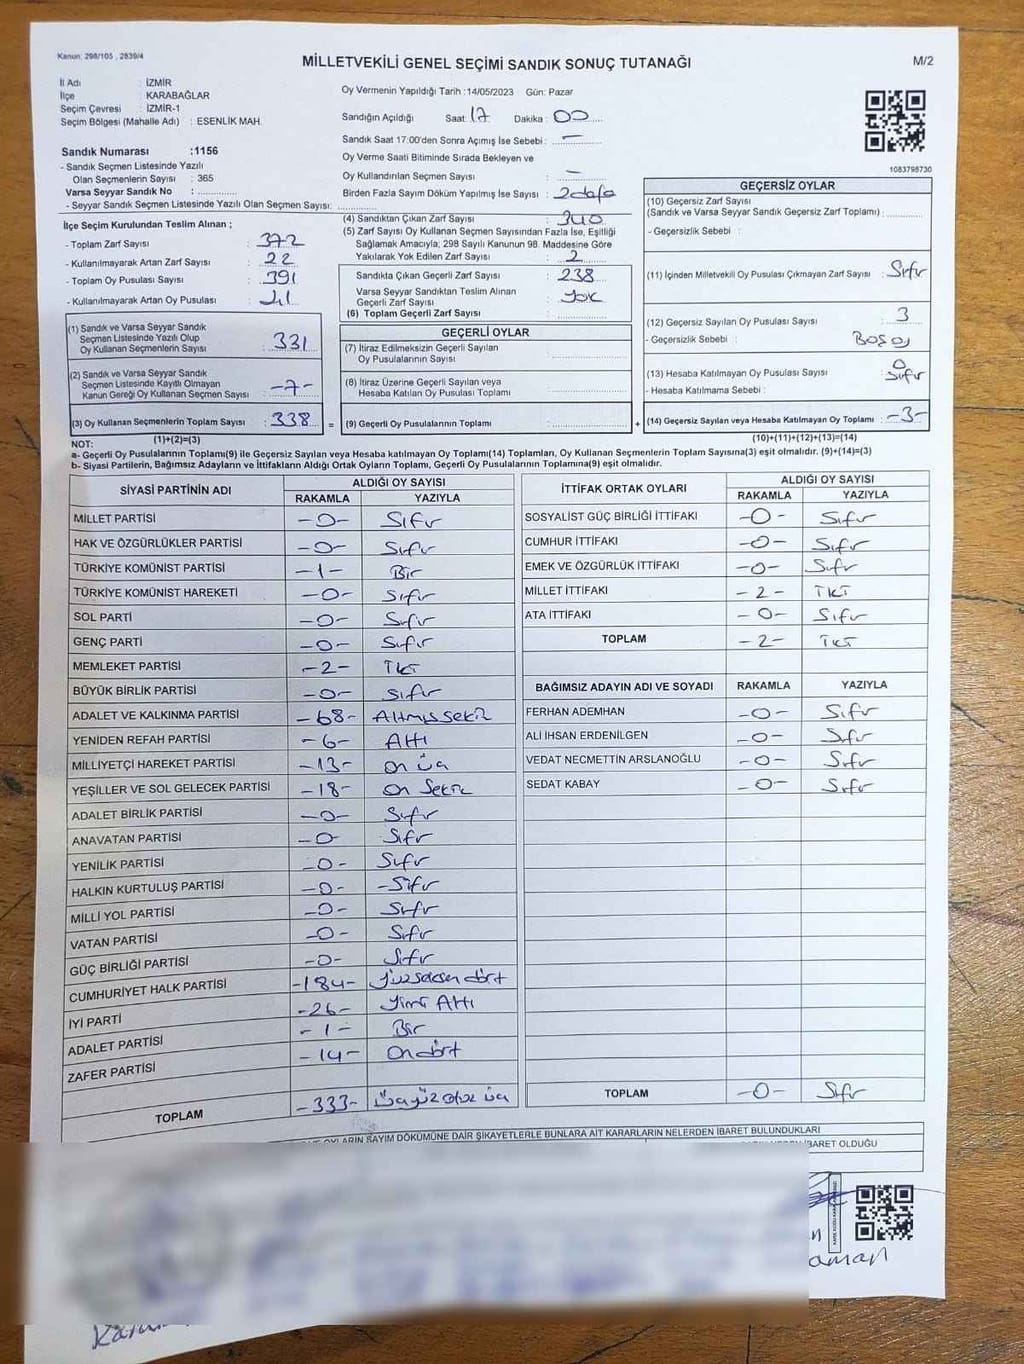 Kanun: 298/105 , 2839/4
MİLLETVEKİLİ GENEL SEÇİMİ SANDIK SONUÇ TUTANAĞI
M/2
İl Adı : İZMİR
İlçe : KARABAĞLAR
Seçim Çevresi : İZMİR-1
Seçim Bölgesi (Mahalle Adı) : ESENLİK MAH.
Sandık Numarası :1156
- Sandık Seçmen Listesinde Yazılı
Olan Seçmenlerin Sayısı : 365
Varsa Seyyar Sandık No : ..............
- Seyyar Sandık Seçmen Listesinde Yazılı Olan Seçmen Sayısı: ..............
Oy Vermenin Yapıldığı Tarih :14/05/2023 Gün: Pazar
Sandığın Açıldığı Saat 17 Dakika : 00
Sandık Saat 17:00'den Sonra Açımış İse Sebebi : —
Oy Verme Saati Bitiminde Sırada Bekleyen ve
Oy Kullandırılan Seçmen Sayısı : —
Birden Fazla Sayım Döküm Yapılmış İse Sayısı : 2 defa
1083798730
İlçe Seçim Kurulundan Teslim Alınan ;
- Toplam Zarf Sayısı : 372
- Kullanılmayarak Artan Zarf Sayısı : 22
- Toplam Oy Pusulası Sayısı : 391
- Kullanılmayarak Artan Oy Pusulası : 41
(4) Sandıktan Çıkan Zarf Sayısı : 340
(5) Zarf Sayısı Oy Kullanan Seçmen Sayısından Fazla İse, Eşitliği
Sağlamak Amacıyla; 298 Sayılı Kanunun 98. Maddesine Göre
Yakılarak Yok Edilen Zarf Sayısı : 2
Sandıkta Çıkan Geçerli Zarf Sayısı : 238
Varsa Seyyar Sandıktan Teslim Alınan
Geçerli Zarf Sayısı : Yok
(6) Toplam Geçerli Zarf Sayısı : ..............
GEÇERSİZ OYLAR
(10) Geçersiz Zarf Sayısı
(Sandık ve Varsa Seyyar Sandık Geçersiz Zarf Toplamı) : ..............
- Geçersizlik Sebebi :
(11) İçinden Milletvekili Oy Pusulası Çıkmayan Zarf Sayısı : Sıfır
(12) Geçersiz Sayılan Oy Pusulası Sayısı : 3
- Geçersizlik Sebebi : Boş oy
(13) Hesaba Katılmayan Oy Pusulası Sayısı : 0 Sıfır
- Hesaba Katılmama Sebebi :
(14) Geçersiz Sayılan veya Hesaba Katılmayan Oy Toplamı : -3-
(10)+(11)+(12)+(13)=(14)
(1) Sandık ve Varsa Seyyar Sandık
Seçmen Listesinde Yazılı Olup
Oy Kullanan Seçmenlerin Sayısı : 331
(2) Sandık ve Varsa Seyyar Sandık
Seçmen Listesinde Kayıtlı Olmayan
Kanun Gereği Oy Kullanan Seçmen Sayısı : -7-
(3) Oy Kullanan Seçmenlerin Toplam Sayısı : 338 =
(1)+(2)=(3)
GEÇERLİ OYLAR
(7) İtiraz Edilmeksizin Geçerli Sayılan
Oy Pusulalarının Sayısı : ..............
(8) İtiraz Üzerine Geçerli Sayılan veya
Hesaba Katılan Oy Pusulası Toplamı : ..............
(9) Geçerli Oy Pusulalarının Toplamı : .............. +
NOT:
a- Geçerli Oy Pusulalarının Toplamı(9) ile Geçersiz Sayılan veya Hesaba katılmayan Oy Toplamı(14) Toplamları, Oy Kullanan Seçmenlerin Toplam Sayısına(3) eşit olmalıdır. (9)+(14)=(3)
b- Siyasi Partilerin, Bağımsız Adayların ve İttifakların Aldığı Ortak Oyların Toplamı, Geçerli Oy Pusulalarının Toplamına(9) eşit olmalıdır.
SİYASİ PARTİNİN ADI ALDIĞI OY SAYISI
RAKAMLA YAZIYLA
MİLLET PARTİSİ -0- Sıfır
HAK VE ÖZGÜRLÜKLER PARTİSİ -0- Sıfır
TÜRKİYE KOMÜNİST PARTİSİ -1- Bir
TÜRKİYE KOMÜNİST HAREKETİ -0- Sıfır
SOL PARTİ -0- Sıfır
GENÇ PARTİ -0- Sıfır
MEMLEKET PARTİSİ -2- İki
BÜYÜK BİRLİK PARTİSİ -0- Sıfır
ADALET VE KALKINMA PARTİSİ -68- Altmış sekiz
YENİDEN REFAH PARTİSİ -6- Altı
MİLLİYETÇİ HAREKET PARTİSİ -13- On üç
YEŞİLLER VE SOL GELECEK PARTİSİ -18- On Sekiz
ADALET BİRLİK PARTİSİ -0- Sıfır
ANAVATAN PARTİSİ -0- Sıfır
YENİLİK PARTİSİ -0- Sıfır
HALKIN KURTULUŞ PARTİSİ -0- -Sıfır
MİLLİ YOL PARTİSİ -0- Sıfır
VATAN PARTİSİ -0- Sıfır
GÜÇ BİRLİĞİ PARTİSİ -0- Sıfır
CUMHURİYET HALK PARTİSİ -184- Yüzseksen dört
İYİ PARTİ -26- Yirmi Altı
ADALET PARTİSİ -1- Bir
ZAFER PARTİSİ -14- On dört
TOPLAM -333- Üçyüz otuz üç
İTTİFAK ORTAK OYLARI ALDIĞI OY SAYISI
RAKAMLA YAZIYLA
SOSYALİST GÜÇ BİRLİĞİ İTTİFAKI -0- Sıfır
CUMHUR İTTİFAKI -0- Sıfır
EMEK VE ÖZGÜRLÜK İTTİFAKI -0- Sıfır
MİLLET İTTİFAKI -2- İKİ
ATA İTTİFAKI -0- Sıfır
TOPLAM -2- İKİ
BAĞIMSIZ ADAYIN ADI VE SOYADI RAKAMLA YAZIYLA
FERHAN ADEMHAN -0- Sıfır
ALİ İHSAN ERDENİLGEN -0- Sıfır
VEDAT NECMETTİN ARSLANOĞLU -0- Sıfır
SEDAT KABAY -0- Sıfır
TOPLAM -0- Sıfır
OYLARIN SAYIM DÖKÜMÜNE DAİR ŞİKAYETLERLE BUNLARA AİT KARARLARIN NELERDEN İBARET BULUNDUKLARI
İBARET OLDUĞU